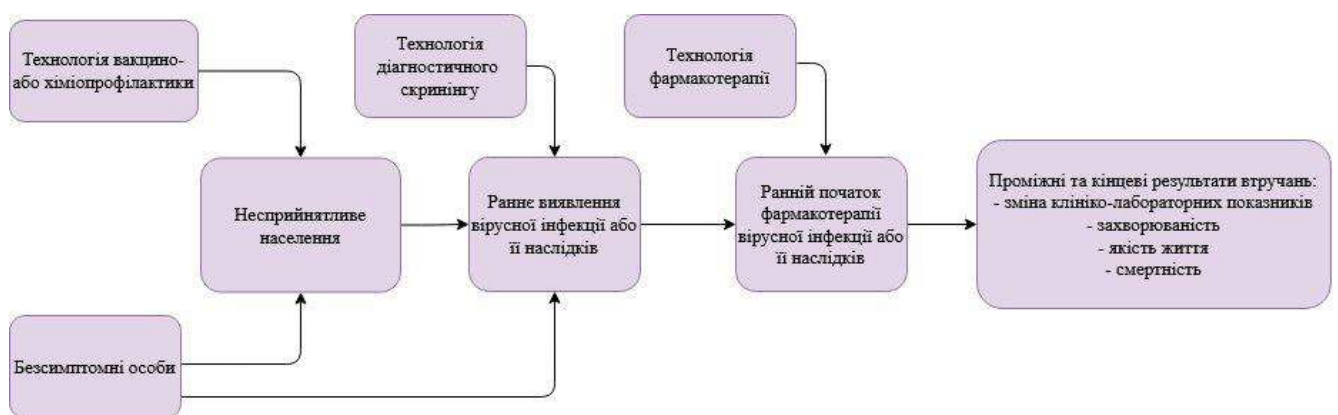 Технологія вакцино-
або хіміопрофілактики
Технологія
діагностичного
скринінгу
Технологія
фармакотерапії
Несприйнятливе
населення
Раннє виявлення
вірусної інфекції або
її наслідків
Ранній початок
фармакотерапії
вірусної інфекції або
її наслідків
Проміжні та кінцеві результати втручань:
- зміна клініко-лабораторних показників
- захворюваність
- якість життя
- смертність
Безсимптомні особи